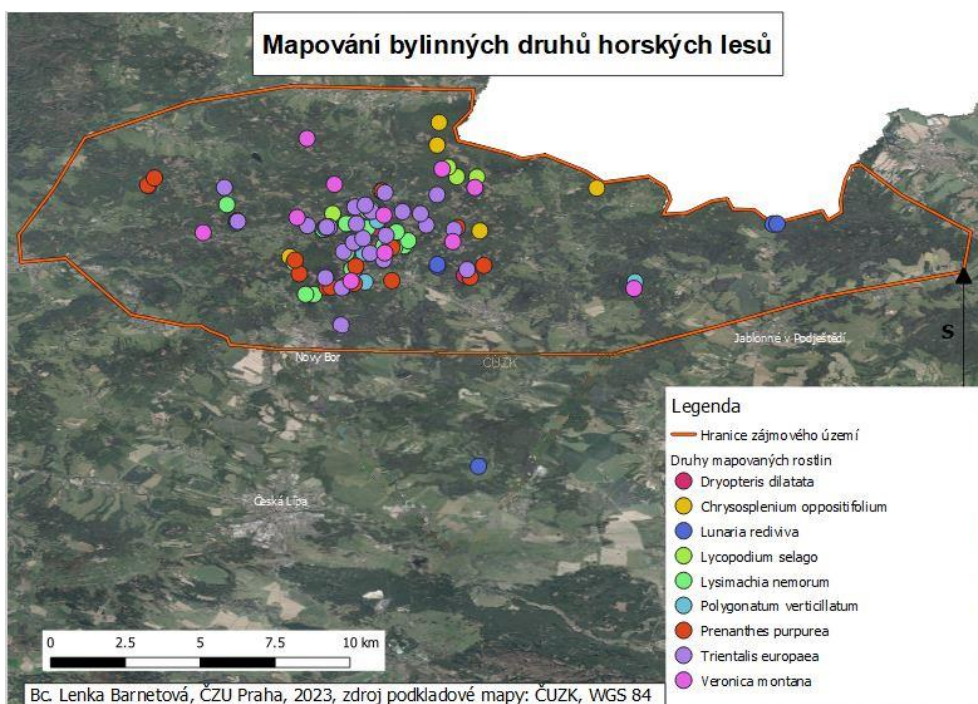 Mapování bylinných druhů horských lesů
Novy Bor
ČÚZK
Jablonné v Podještědí
S
Česká Lípa
Legenda
Hranice zájmového území
Druhy mapovaných rostlin
Dryopteris dilatata
Chrysosplenium oppositifolium
Lunaria rediviva
Lycopodium selago
Lysimachia nemorum
Polygonatum verticillatum
Prenanthes purpurea
Trientalis europaea
Veronica montana
0 2.5 5 7.5 10 km
Bc. Lenka Barnetová, ČZU Praha, 2023, zdroj podkladové mapy: ČUZK, WGS 84